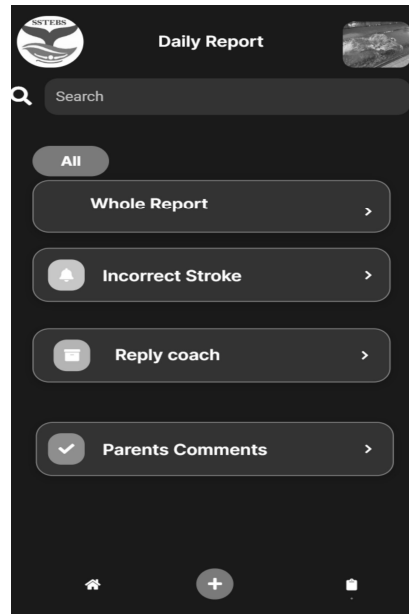 SSTEBS
Daily Report
Search
All
Whole Report
Incorrect Stroke
Reply coach
Parents Comments